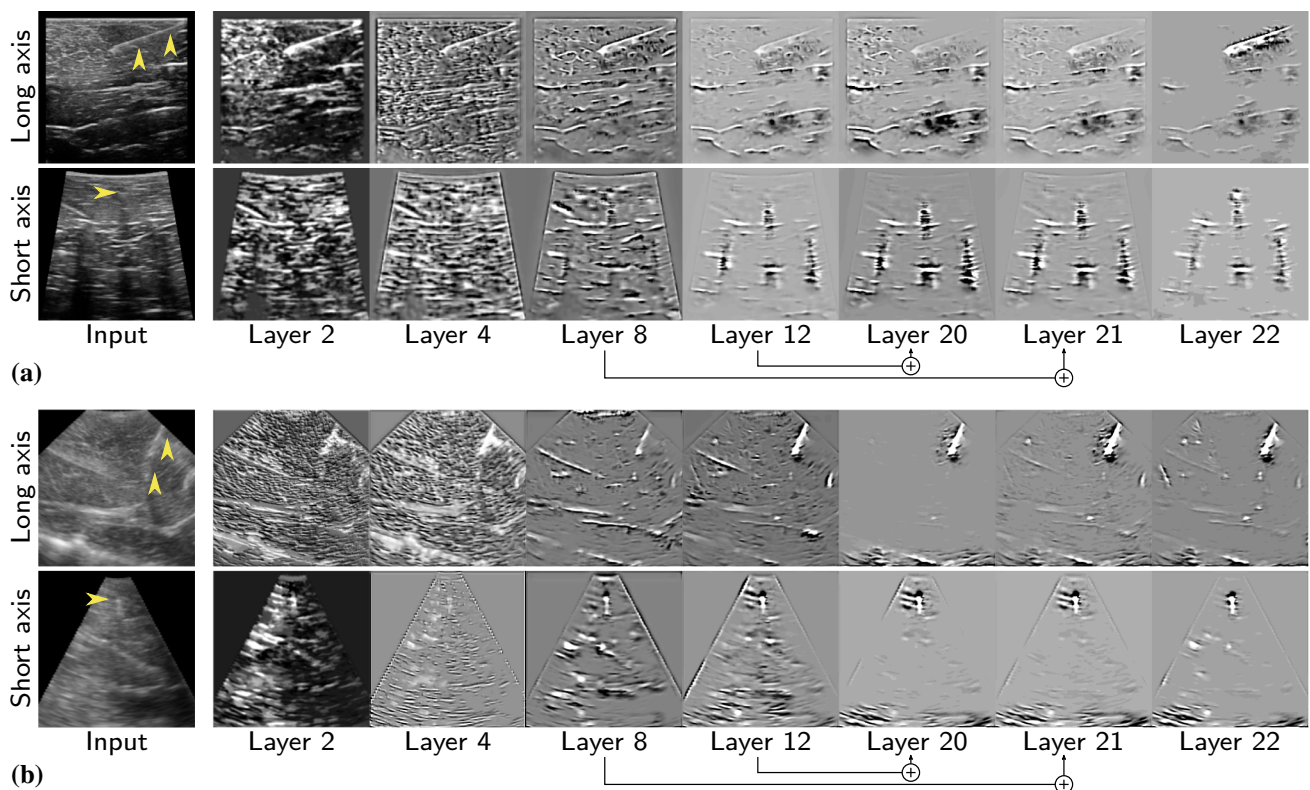 Long axis
Short axis
Input Layer 2 Layer 4 Layer 8 Layer 12 Layer 20 Layer 21 Layer 22
+
+
(a)
Long axis
Short axis
Input Layer 2 Layer 4 Layer 8 Layer 12 Layer 20 Layer 21 Layer 22
+
+
(b)